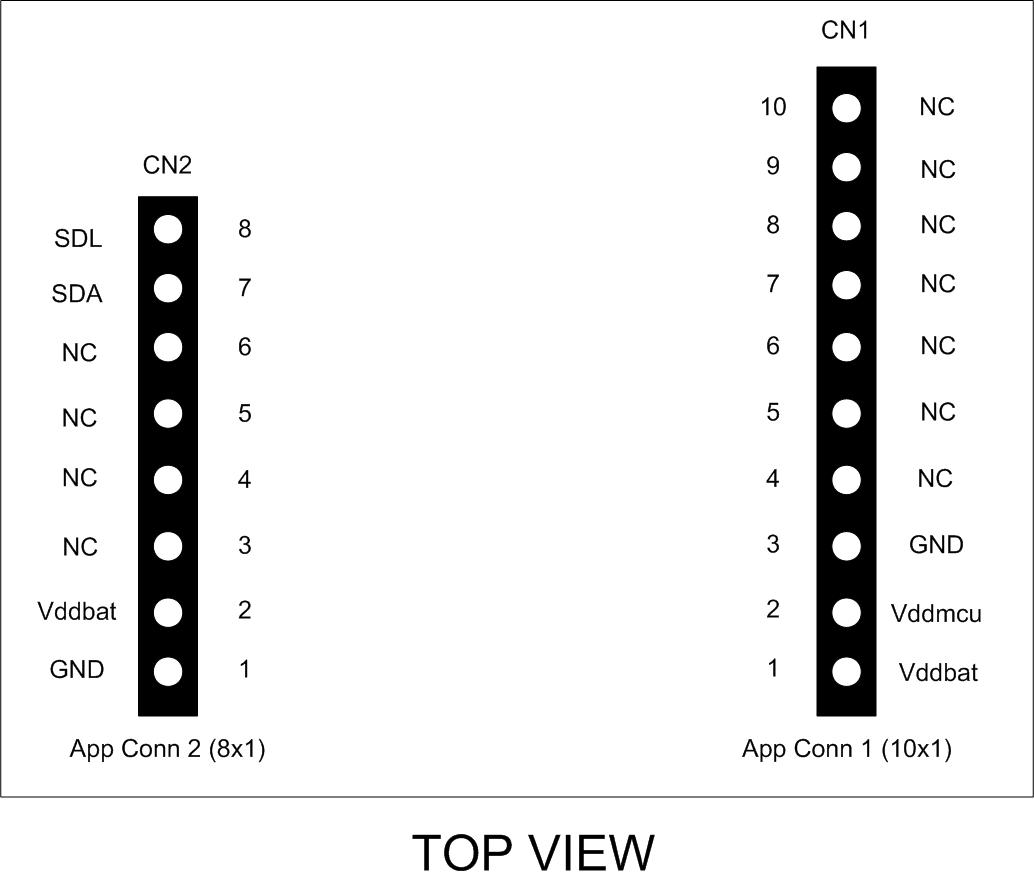 CN1
10 NC
9 NC
CN2
8 NC
SDL 8
7 NC
SDA 7
6 NC
NC 6
5 NC
NC 5
4 NC
NC 4
3 GND
NC 3
2 Vddmcu
Vddbat 2
1 Vddbat
GND 1
App Conn 2 (8x1)
App Conn 1 (10x1)
TOP VIEW